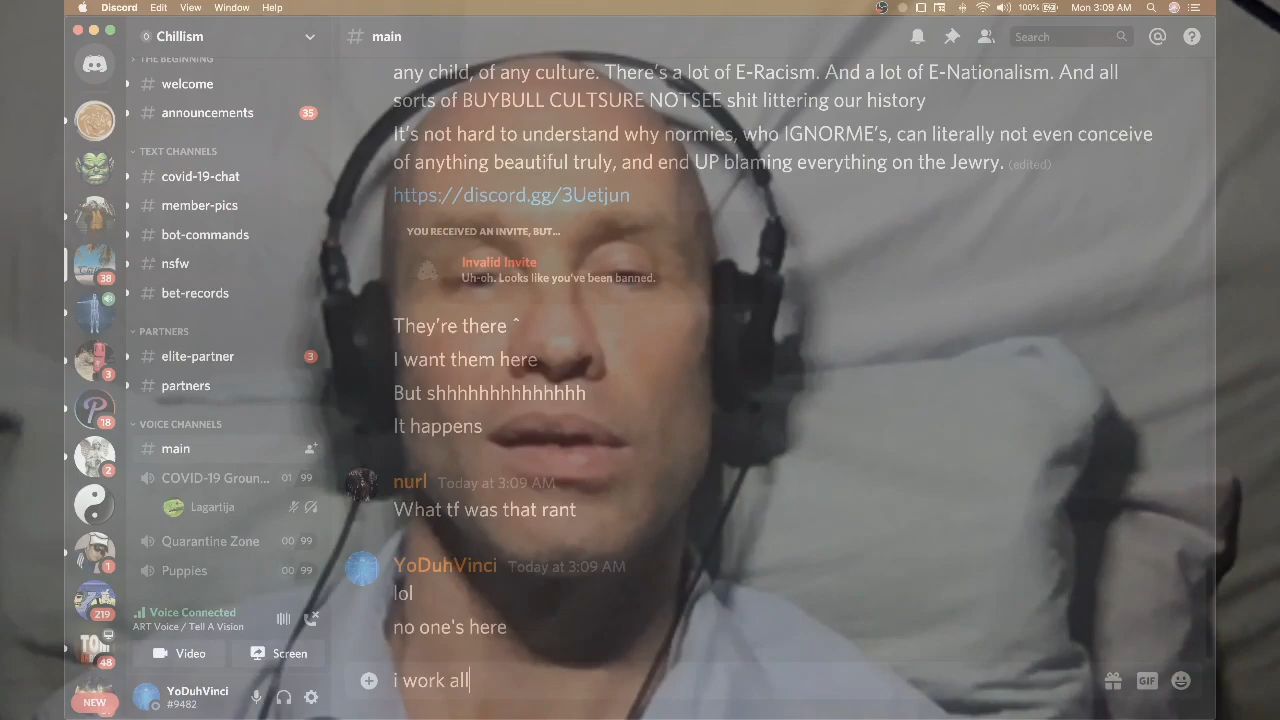 Discord File Edit View Window Help
100% Mon 3:09 AM
Chillism
# main
Search
THE BEGINNING
welcome
announcements 35
TEXT CHANNELS
# covid-19-chat
# member-pics
# bot-commands
# nsfw
# bet-records
PARTNERS
# elite-partner 3
# partners
VOICE CHANNELS
# main
COVID-19 Groun... 01 99
Lagartija
Quarantine Zone 00 99
Puppies 00 99
Voice Connected
ART Voice / Tell A Vision
Video Screen
YoDuhVinci
#9482
38
3
18
2
1
219
48
NEW
any child, of any culture. There's a lot of E-Racism. And a lot of E-Nationalism. And all
sorts of BUYBULL CULTSURE NOTSEE shit littering our history
It's not hard to understand why normies, who IGNORME's, can literally not even conceive
of anything beautiful truly, and end UP blaming everything on the Jewry. (edited)
https://discord.gg/3Uetjun
YOU RECEIVED AN INVITE, BUT...
Invalid Invite
Uh-oh. Looks like you've been banned.
They're there ^
I want them here
But shhhhhhhhhhhhhh
It happens
nurl Today at 3:09 AM
What tf was that rant
YoDuhVinci Today at 3:09 AM
lol
no one's here
i work all
GIF